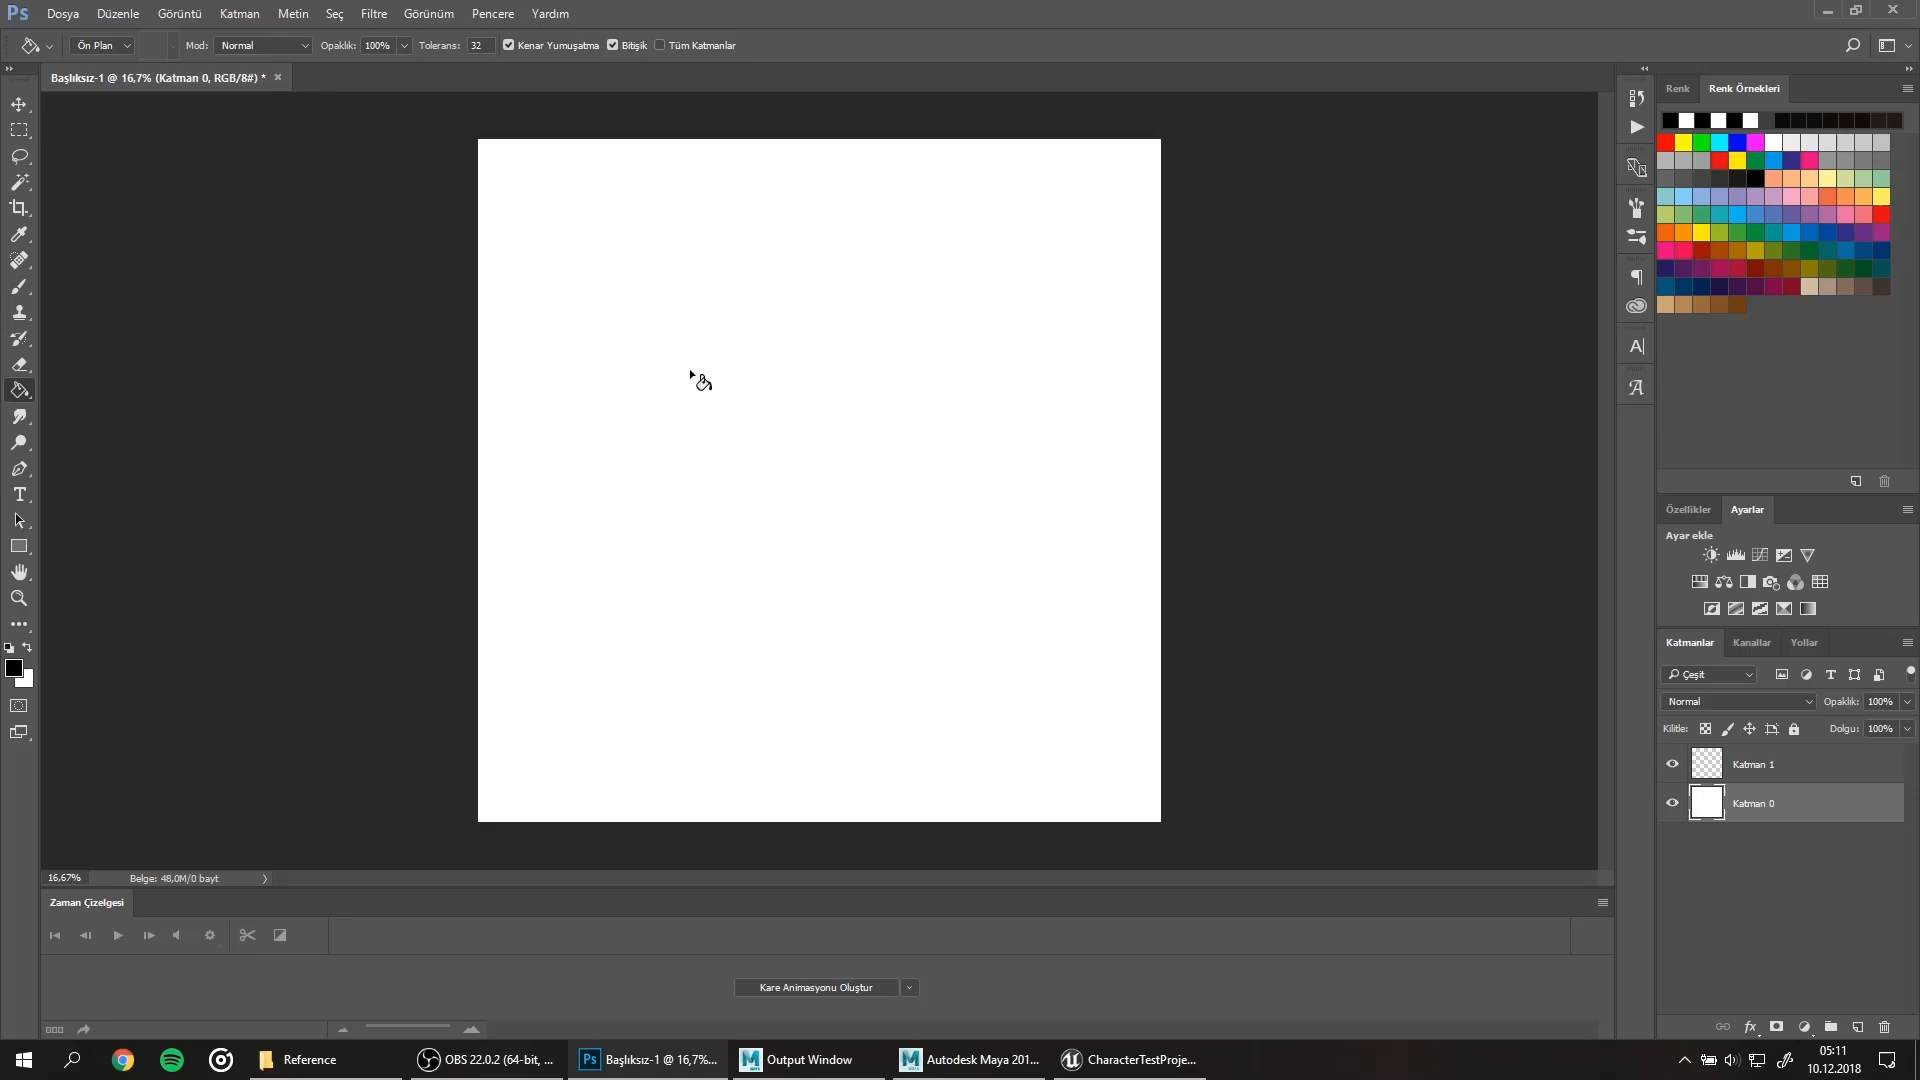 Ps Dosya Düzenle Görüntü Katman Metin Seç Filtre Görünüm Pencere Yardım
Ön Plan Mod: Normal Opaklık: 100% Tolerans: 32 Kenar Yumuşatma Bitişik Tüm Katmanlar
Başlıksız-1 @ 16,7% (Katman 0, RGB/8#) *
Renk Renk Örnekleri
Özellikler Ayarlar
Ayar ekle
Katmanlar Kanallar Yollar
Çeşit
Normal Opaklık: 100%
Kilitle: Dolgu: 100%
Katman 1
Katman 0
16,67% Belge: 48,0M/0 bayt
Zaman Çizelgesi
Kare Animasyonu Oluştur
Reference
OBS 22.0.2 (64-bit, ...
Ps Başlıksız-1 @ 16,7%...
Output Window
Autodesk Maya 201...
CharacterTestProje...
05:11
10.12.2018